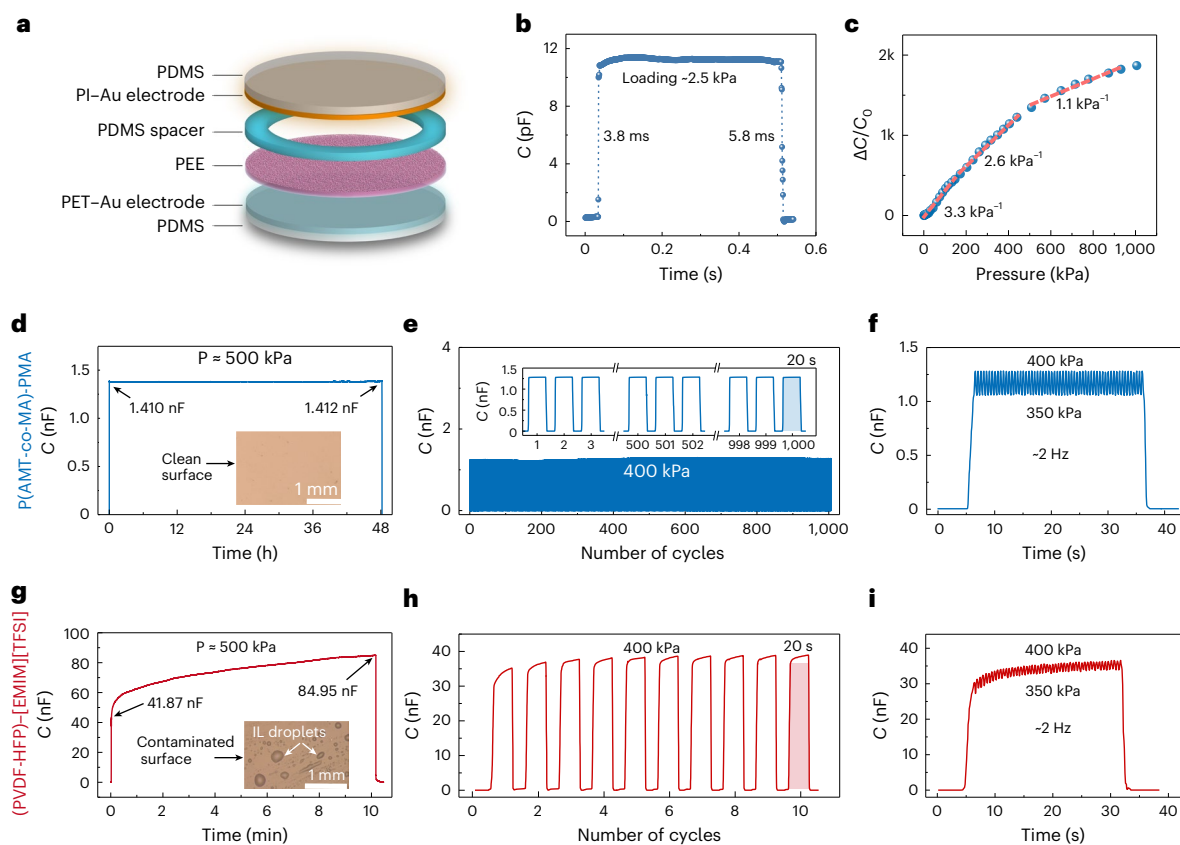 a
PDMS
PI–Au electrode
PDMS spacer
PEE
PET–Au electrode
PDMS
b
C (pF)
12
8
4
0
Loading ~2.5 kPa
3.8 ms
5.8 ms
0
0.2
0.4
0.6
Time (s)
c
ΔC/C₀
2k
1k
0
1.1 kPa⁻¹
2.6 kPa⁻¹
3.3 kPa⁻¹
0
200
400
600
800
1,000
Pressure (kPa)
P(AMT-co-MA)-PMA
d
C (nF)
1.5
1.0
0.5
0
P ≈ 500 kPa
1.410 nF
1.412 nF
Clean
surface
1 mm
0
12
24
36
48
Time (h)
e
C (nF)
4
2
0
20 s
C (nF)
1.5
1.0
0.5
0
1
2
3
500
501
502
998
999
1,000
400 kPa
0
200
400
600
800
1,000
Number of cycles
f
C (nF)
1.5
1.0
0.5
0
400 kPa
350 kPa
~2 Hz
0
10
20
30
40
Time (s)
(PVDF-HFP)–[EMIM][TFSI]
g
C (nF)
100
80
60
40
20
0
P ≈ 500 kPa
41.87 nF
84.95 nF
Contaminated
surface
IL droplets
1 mm
0
2
4
6
8
10
Time (min)
h
C (nF)
40
30
20
10
0
400 kPa
20 s
0
2
4
6
8
10
Number of cycles
i
C (nF)
40
30
20
10
0
400 kPa
350 kPa
~2 Hz
0
10
20
30
40
Time (s)